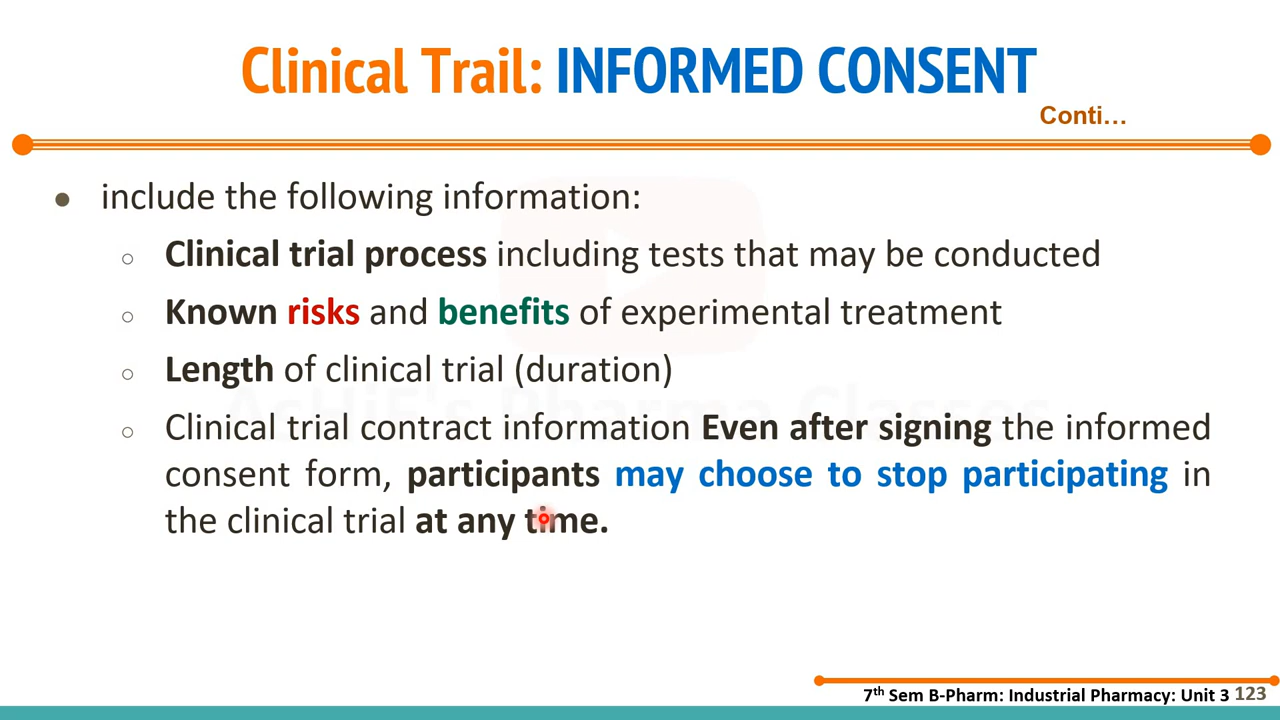 Clinical Trail: INFORMED CONSENT
Conti...
● include the following information:
○ Clinical trial process including tests that may be conducted
○ Known risks and benefits of experimental treatment
○ Length of clinical trial (duration)
AsHiF's Pharma Classes
○ Clinical trial contract information Even after signing the informed
consent form, participants may choose to stop participating in
the clinical trial at any time.
7th Sem B-Pharm: Industrial Pharmacy: Unit 3 123